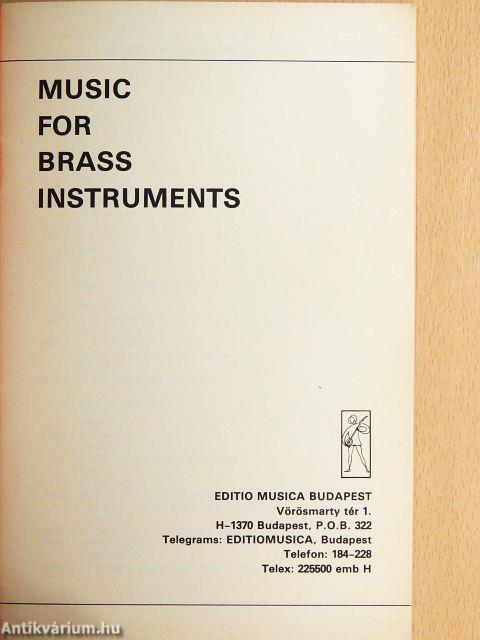 MUSIC
FOR
BRASS
INSTRUMENTS
EDITIO MUSICA BUDAPEST
Vörösmarty tér 1.
H–1370 Budapest, P.O.B. 322
Telegrams: EDITIOMUSICA, Budapest
Telefon: 184–228
Telex: 225500 emb H
Antikvárium.hu